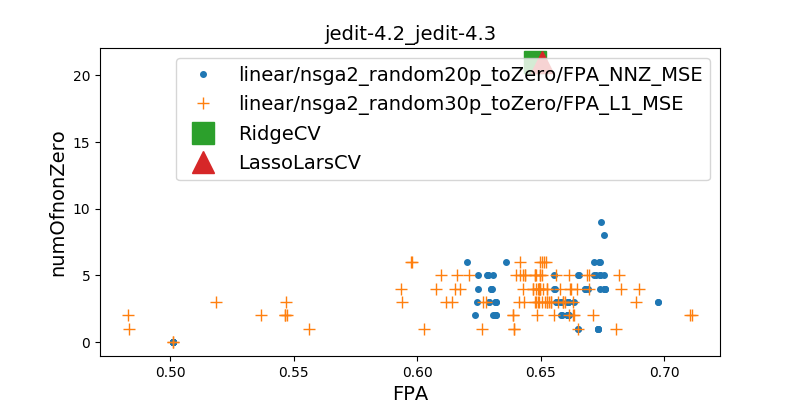 jedit-4.2_jedit-4.3
linear/nsga2_random20p_toZero/FPA_NNZ_MSE
linear/nsga2_random30p_toZero/FPA_L1_MSE
RidgeCV
LassoLarsCV
numOfnonZero
20
15
10
5
0
0.50 0.55 0.60 0.65 0.70
FPA